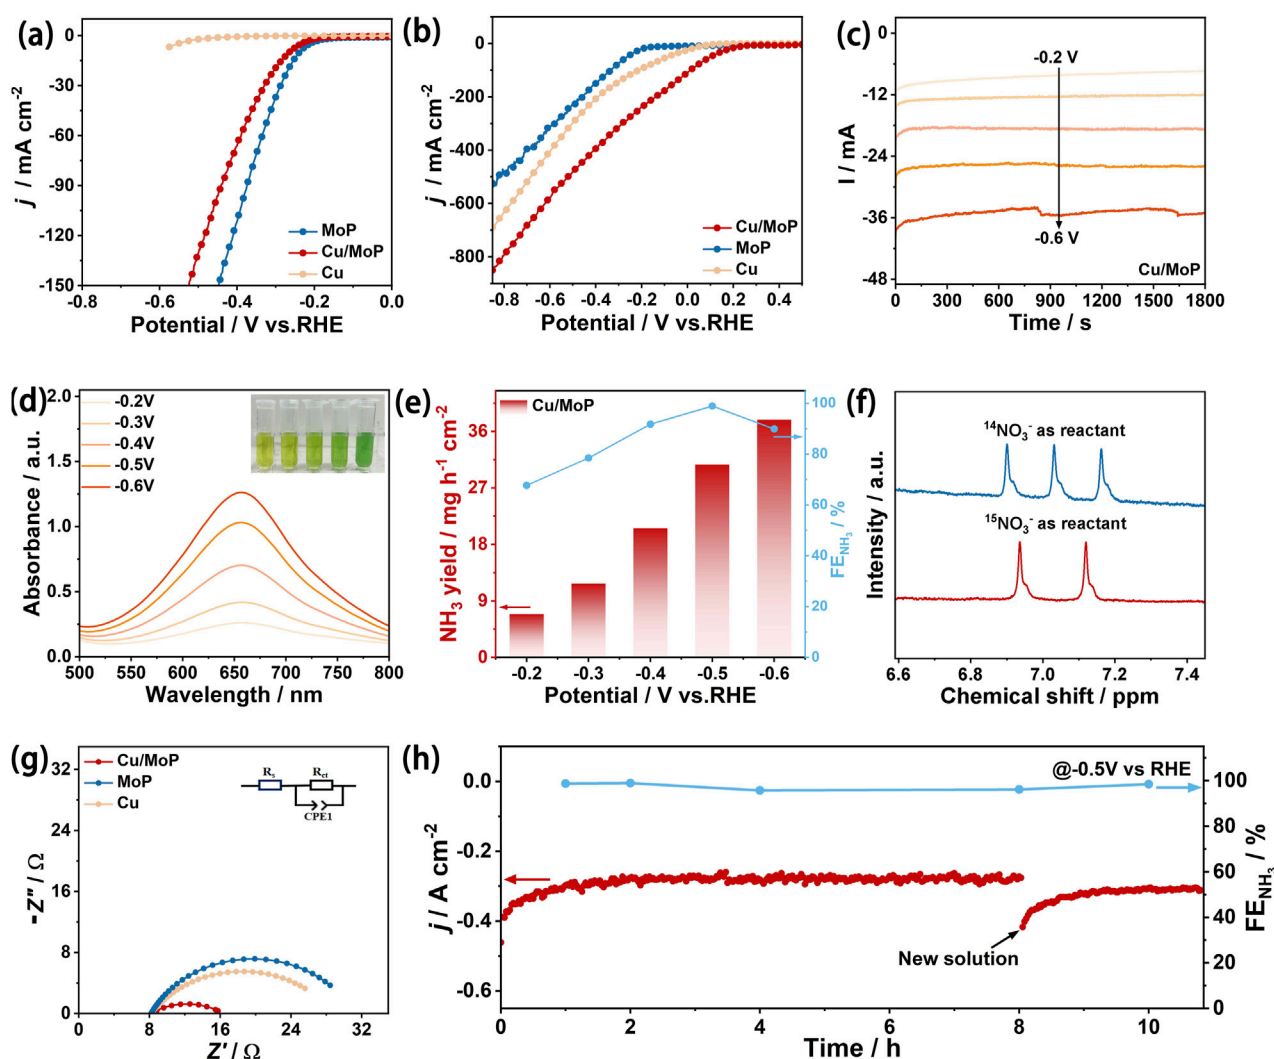 (a)
0
-30
-60
-90
-120
-150
j / mA cm⁻²
MoP
Cu/MoP
Cu
-0.8 -0.6 -0.4 -0.2 0.0
Potential / V vs.RHE
(b)
0
-200
-400
-600
-800
j / mA cm⁻²
Cu/MoP
MoP
Cu
-0.8 -0.6 -0.4 -0.2 0.0 0.2 0.4
Potential / V vs.RHE
(c)
0
-12
-24
-36
-48
I / mA
-0.2 V
-0.6 V
Cu/MoP
0 300 600 900 1200 1500 1800
Time / s
(d)
2.0
1.5
1.0
0.5
0.0
Absorbance / a.u.
-0.2V
-0.3V
-0.4V
-0.5V
-0.6V
500 550 600 650 700 750 800
Wavelength / nm
(e)
36
27
18
9
0
NH₃ yield / mg h⁻¹ cm⁻²
Cu/MoP
100
80
60
40
20
0
FE_NH₃ / %
-0.2 -0.3 -0.4 -0.5 -0.6
Potential / V vs.RHE
(f)
Intensity / a.u.
¹⁴NO₃⁻ as reactant
¹⁵NO₃⁻ as reactant
6.6 6.8 7.0 7.2 7.4
Chemical shift / ppm
(g)
32
24
16
8
0
-Z″ / Ω
Cu/MoP
MoP
Cu
Rs Rct
CPE1
0 8 16 24 32
Z′ / Ω
(h)
0.0
-0.2
-0.4
-0.6
j / A cm⁻²
@-0.5V vs RHE
New solution
100
80
60
40
20
0
FE_NH₃ / %
0 2 4 6 8 10
Time / h